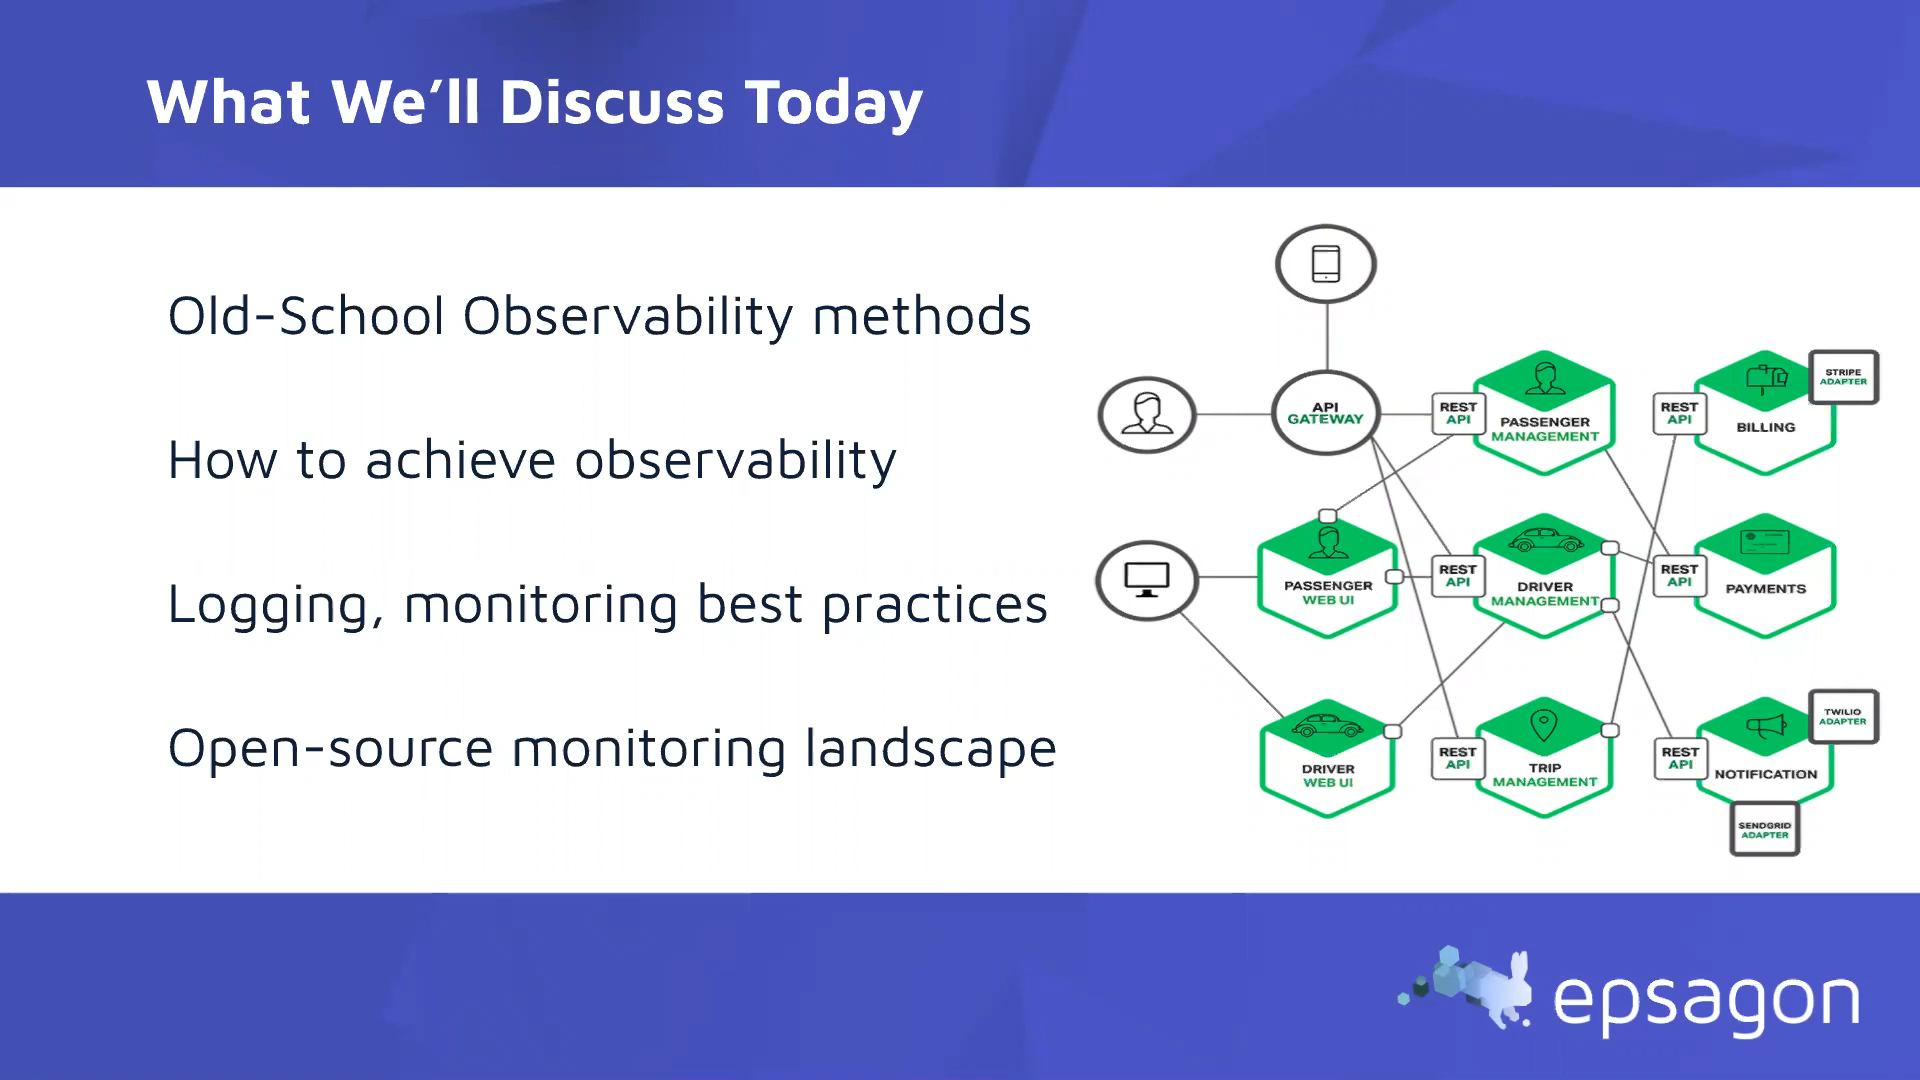 What We’ll Discuss Today
Old-School Observability methods
How to achieve observability
Logging, monitoring best practices
Open-source monitoring landscape
API
GATEWAY
REST
API
PASSENGER
MANAGEMENT
REST
API
BILLING
STRIPE
ADAPTER
PASSENGER
WEB UI
REST
API
DRIVER
MANAGEMENT
REST
API
PAYMENTS
DRIVER
WEB UI
REST
API
TRIP
MANAGEMENT
REST
API
NOTIFICATION
TWILIO
ADAPTER
SENDGRID
ADAPTER
epsagon